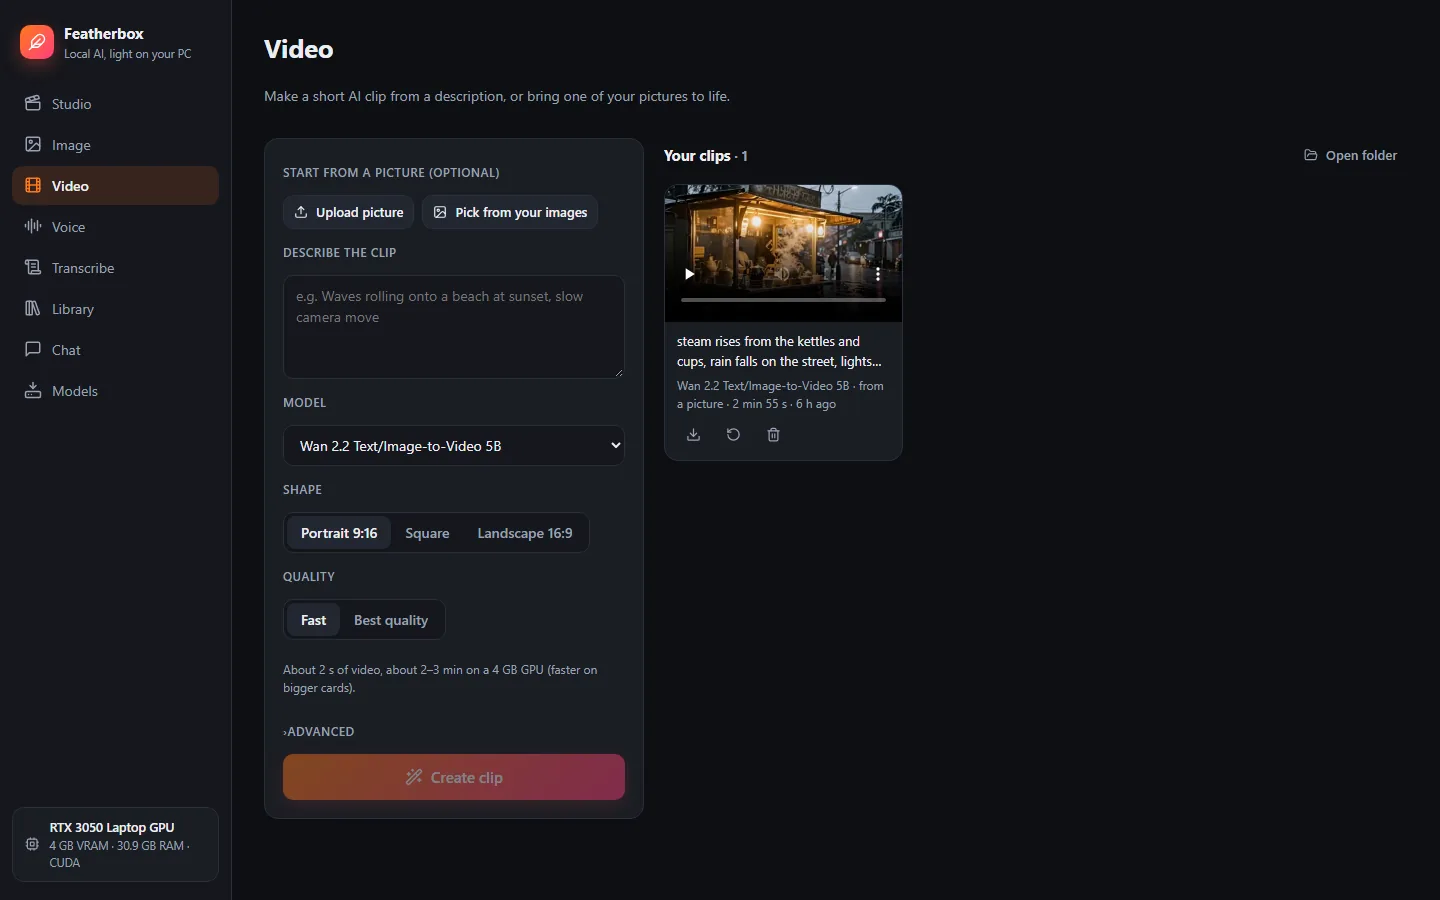 Featherbox
Local AI, light on your PC
Studio
Image
Video
Voice
Transcribe
Library
Chat
Models
RTX 3050 Laptop GPU
4 GB VRAM · 30.9 GB RAM ·
CUDA
Video
Make a short AI clip from a description, or bring one of your pictures to life.
START FROM A PICTURE (OPTIONAL)
Upload picture
Pick from your images
DESCRIBE THE CLIP
e.g. Waves rolling onto a beach at sunset, slow
camera move
MODEL
Wan 2.2 Text/Image-to-Video 5B
SHAPE
Portrait 9:16
Square
Landscape 16:9
QUALITY
Fast
Best quality
About 2 s of video, about 2–3 min on a 4 GB GPU (faster on
bigger cards).
›ADVANCED
Create clip
Your clips · 1
Open folder
steam rises from the kettles and
cups, rain falls on the street, lights...
Wan 2.2 Text/Image-to-Video 5B · from
a picture · 2 min 55 s · 6 h ago